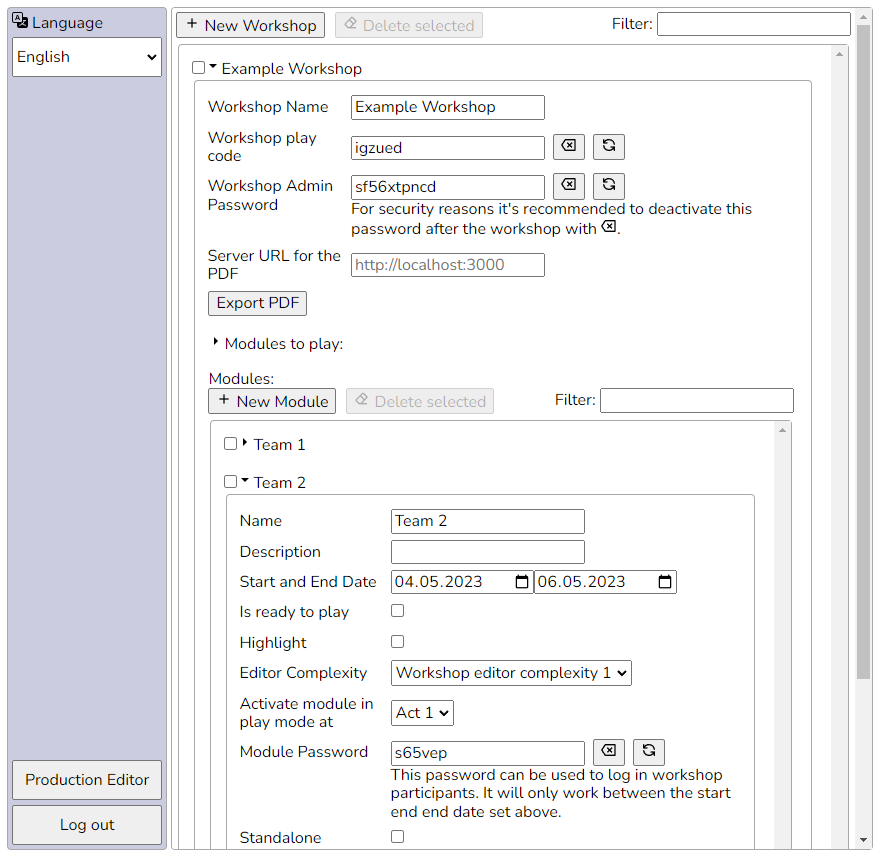 Language
English
Production Editor
Log out
+ New Workshop
Delete selected
Filter:
Example Workshop
Workshop Name
Example Workshop
Workshop play
code
igzued
Workshop Admin
Password
sf56xtpncd
For security reasons it's recommended to deactivate this
password after the workshop with ⌫.
Server URL for the
PDF
http://localhost:3000
Export PDF
Modules to play:
Modules:
+ New Module
Delete selected
Filter:
Team 1
Team 2
Name
Team 2
Description
Start and End Date
04.05.2023
06.05.2023
Is ready to play
Highlight
Editor Complexity
Workshop editor complexity 1
Activate module in
play mode at
Act 1
Module Password
s65vep
This password can be used to log in workshop
participants. It will only work between the start
end end date set above.
Standalone